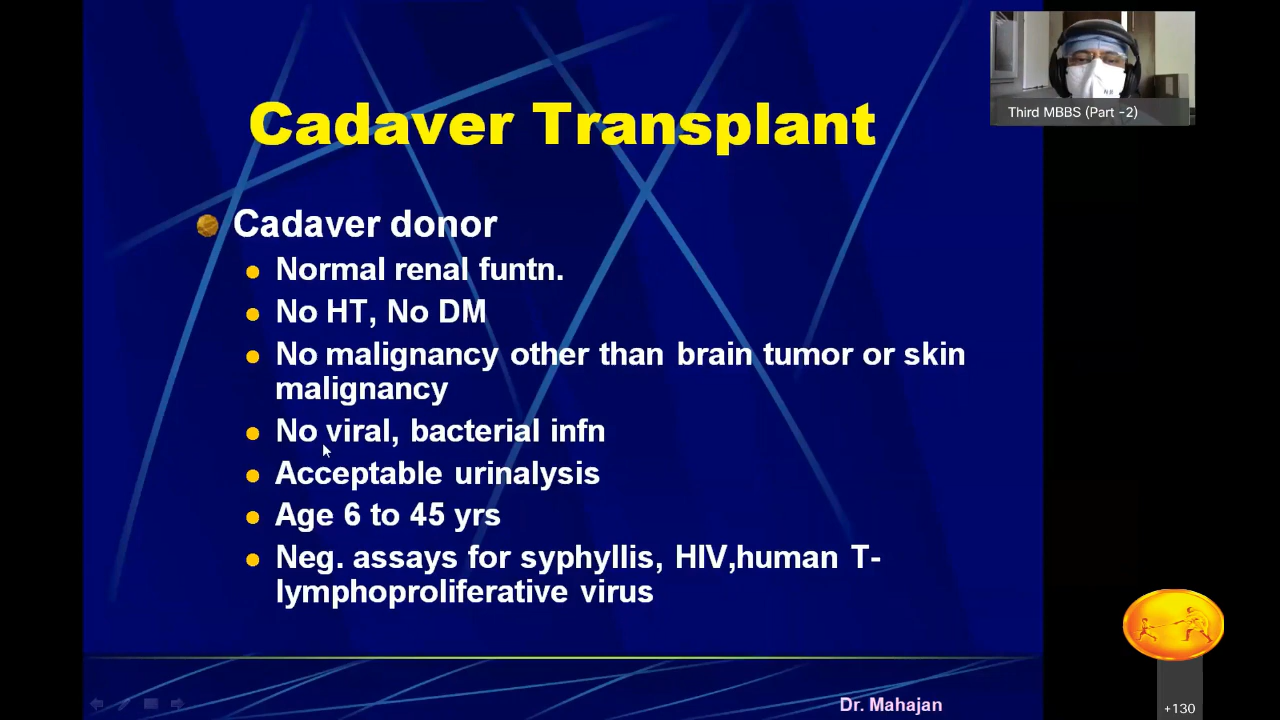 Cadaver Transplant
Third MBBS (Part -2)
Cadaver donor
Normal renal funtn.
No HT, No DM
No malignancy other than brain tumor or skin
malignancy
No viral, bacterial infn
Acceptable urinalysis
Age 6 to 45 yrs
Neg. assays for syphyllis, HIV,human T-
lymphoproliferative virus
Dr. Mahajan
+130